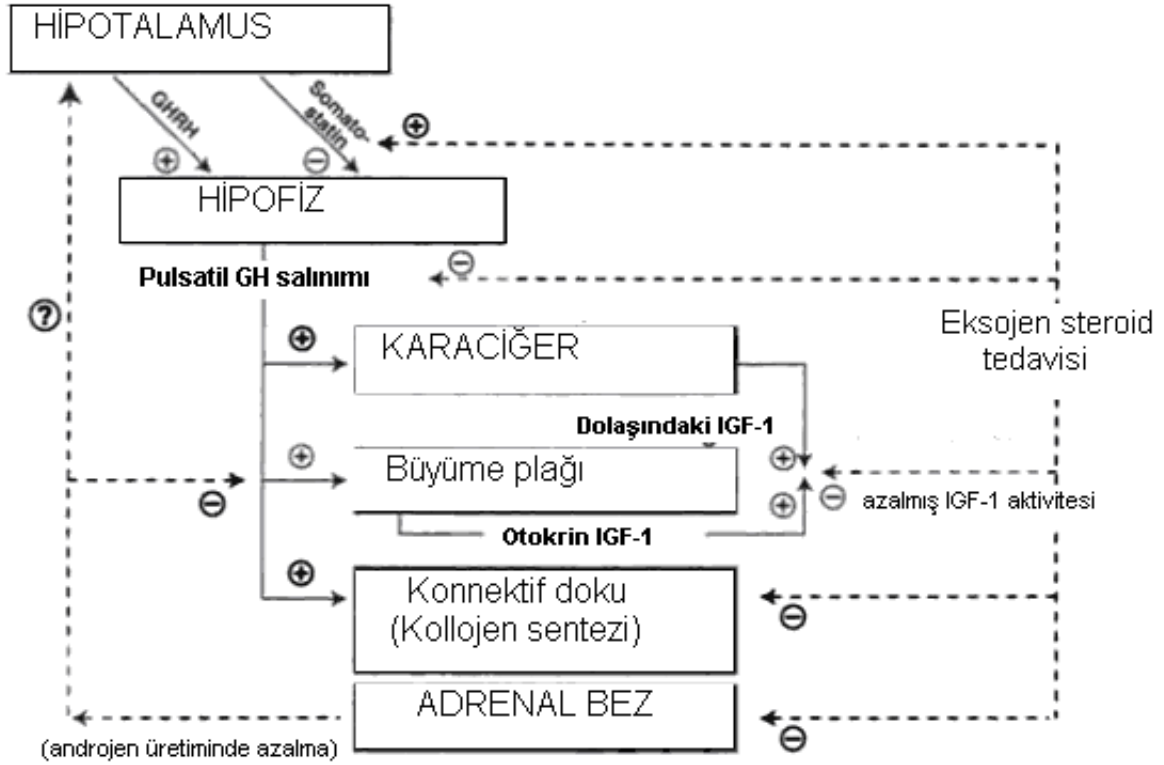 HİPOTALAMUS
GHRH
Somato-
statin
+
+
−
HİPOFİZ
−
Pulsatil GH salınımı
?
+
KARACİĞER
Eksojen steroid
tedavisi
Dolaşındaki IGF-1
+
Büyüme plağı
+
−
+
−
azalmış IGF-1 aktivitesi
Otokrin IGF-1
+
Konnektif doku
(Kollojen sentezi)
−
ADRENAL BEZ
−
(androjen üretiminde azalma)